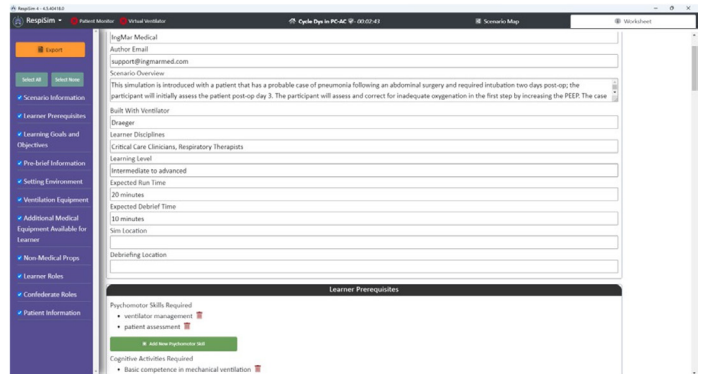 RespiSim 4 - 4.3.40418.0
RespiSim
Patient Monitor
Virtual Ventilator
Cycle Dys in PC-AC
- 00:02:43
Scenario Map
Worksheet
Export
Select All
Select None
Scenario Information
Learner Prerequisites
Learning Goals and
Objectives
Pre-brief Information
Setting Environment
Ventilation Equipment
Additional Medical
Equipment Available for
Learner
Non-Medical Props
Learner Roles
Confederate Roles
Patient Information
IngMar Medical
Author Email
support@ingmarmed.com
Scenario Overview
This simulation is introduced with a patient that has a probable case of pneumonia following an abdominal surgery and required intubation two days post-op; the
participant will initially assess the patient post-op day 3. The participant will assess and correct for inadequate oxygenation in the first step by increasing the PEEP. The case
Built With Ventilator
Draeger
Learner Disciplines
Critical Care Clinicians, Respiratory Therapists
Learning Level
Intermediate to advanced
Expected Run Time
20 minutes
Expected Debrief Time
10 minutes
Sim Location
Debriefing Location
Learner Prerequisites
Psychomotor Skills Required
• ventilator management
• patient assessment
Add New Psychomotor Skill
Cognitive Activities Required
• Basic competence in mechanical ventilation